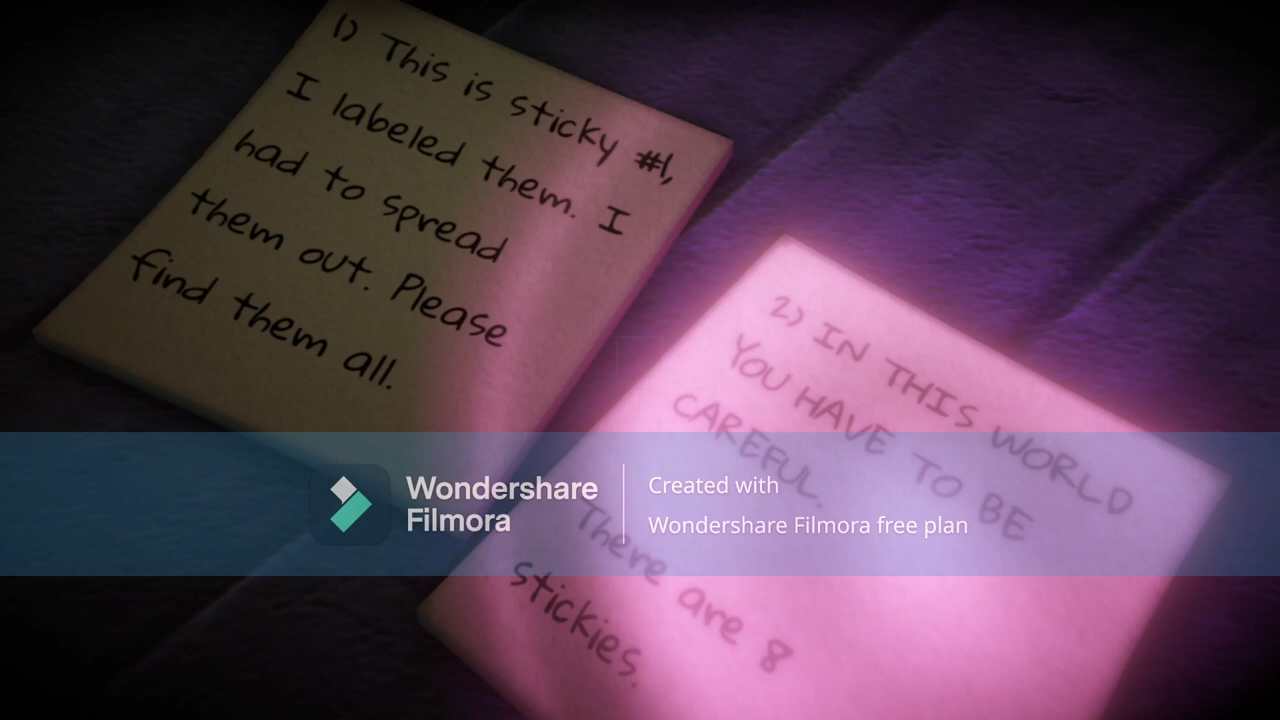 1) This is sticky #1,
I labeled them. I
had to spread
them out. Please
find them all.
2) IN THIS WORLD
YOU HAVE TO BE
CAREFUL.
There are 8
stickies.
Wondershare
Filmora
Created with
Wondershare Filmora free plan